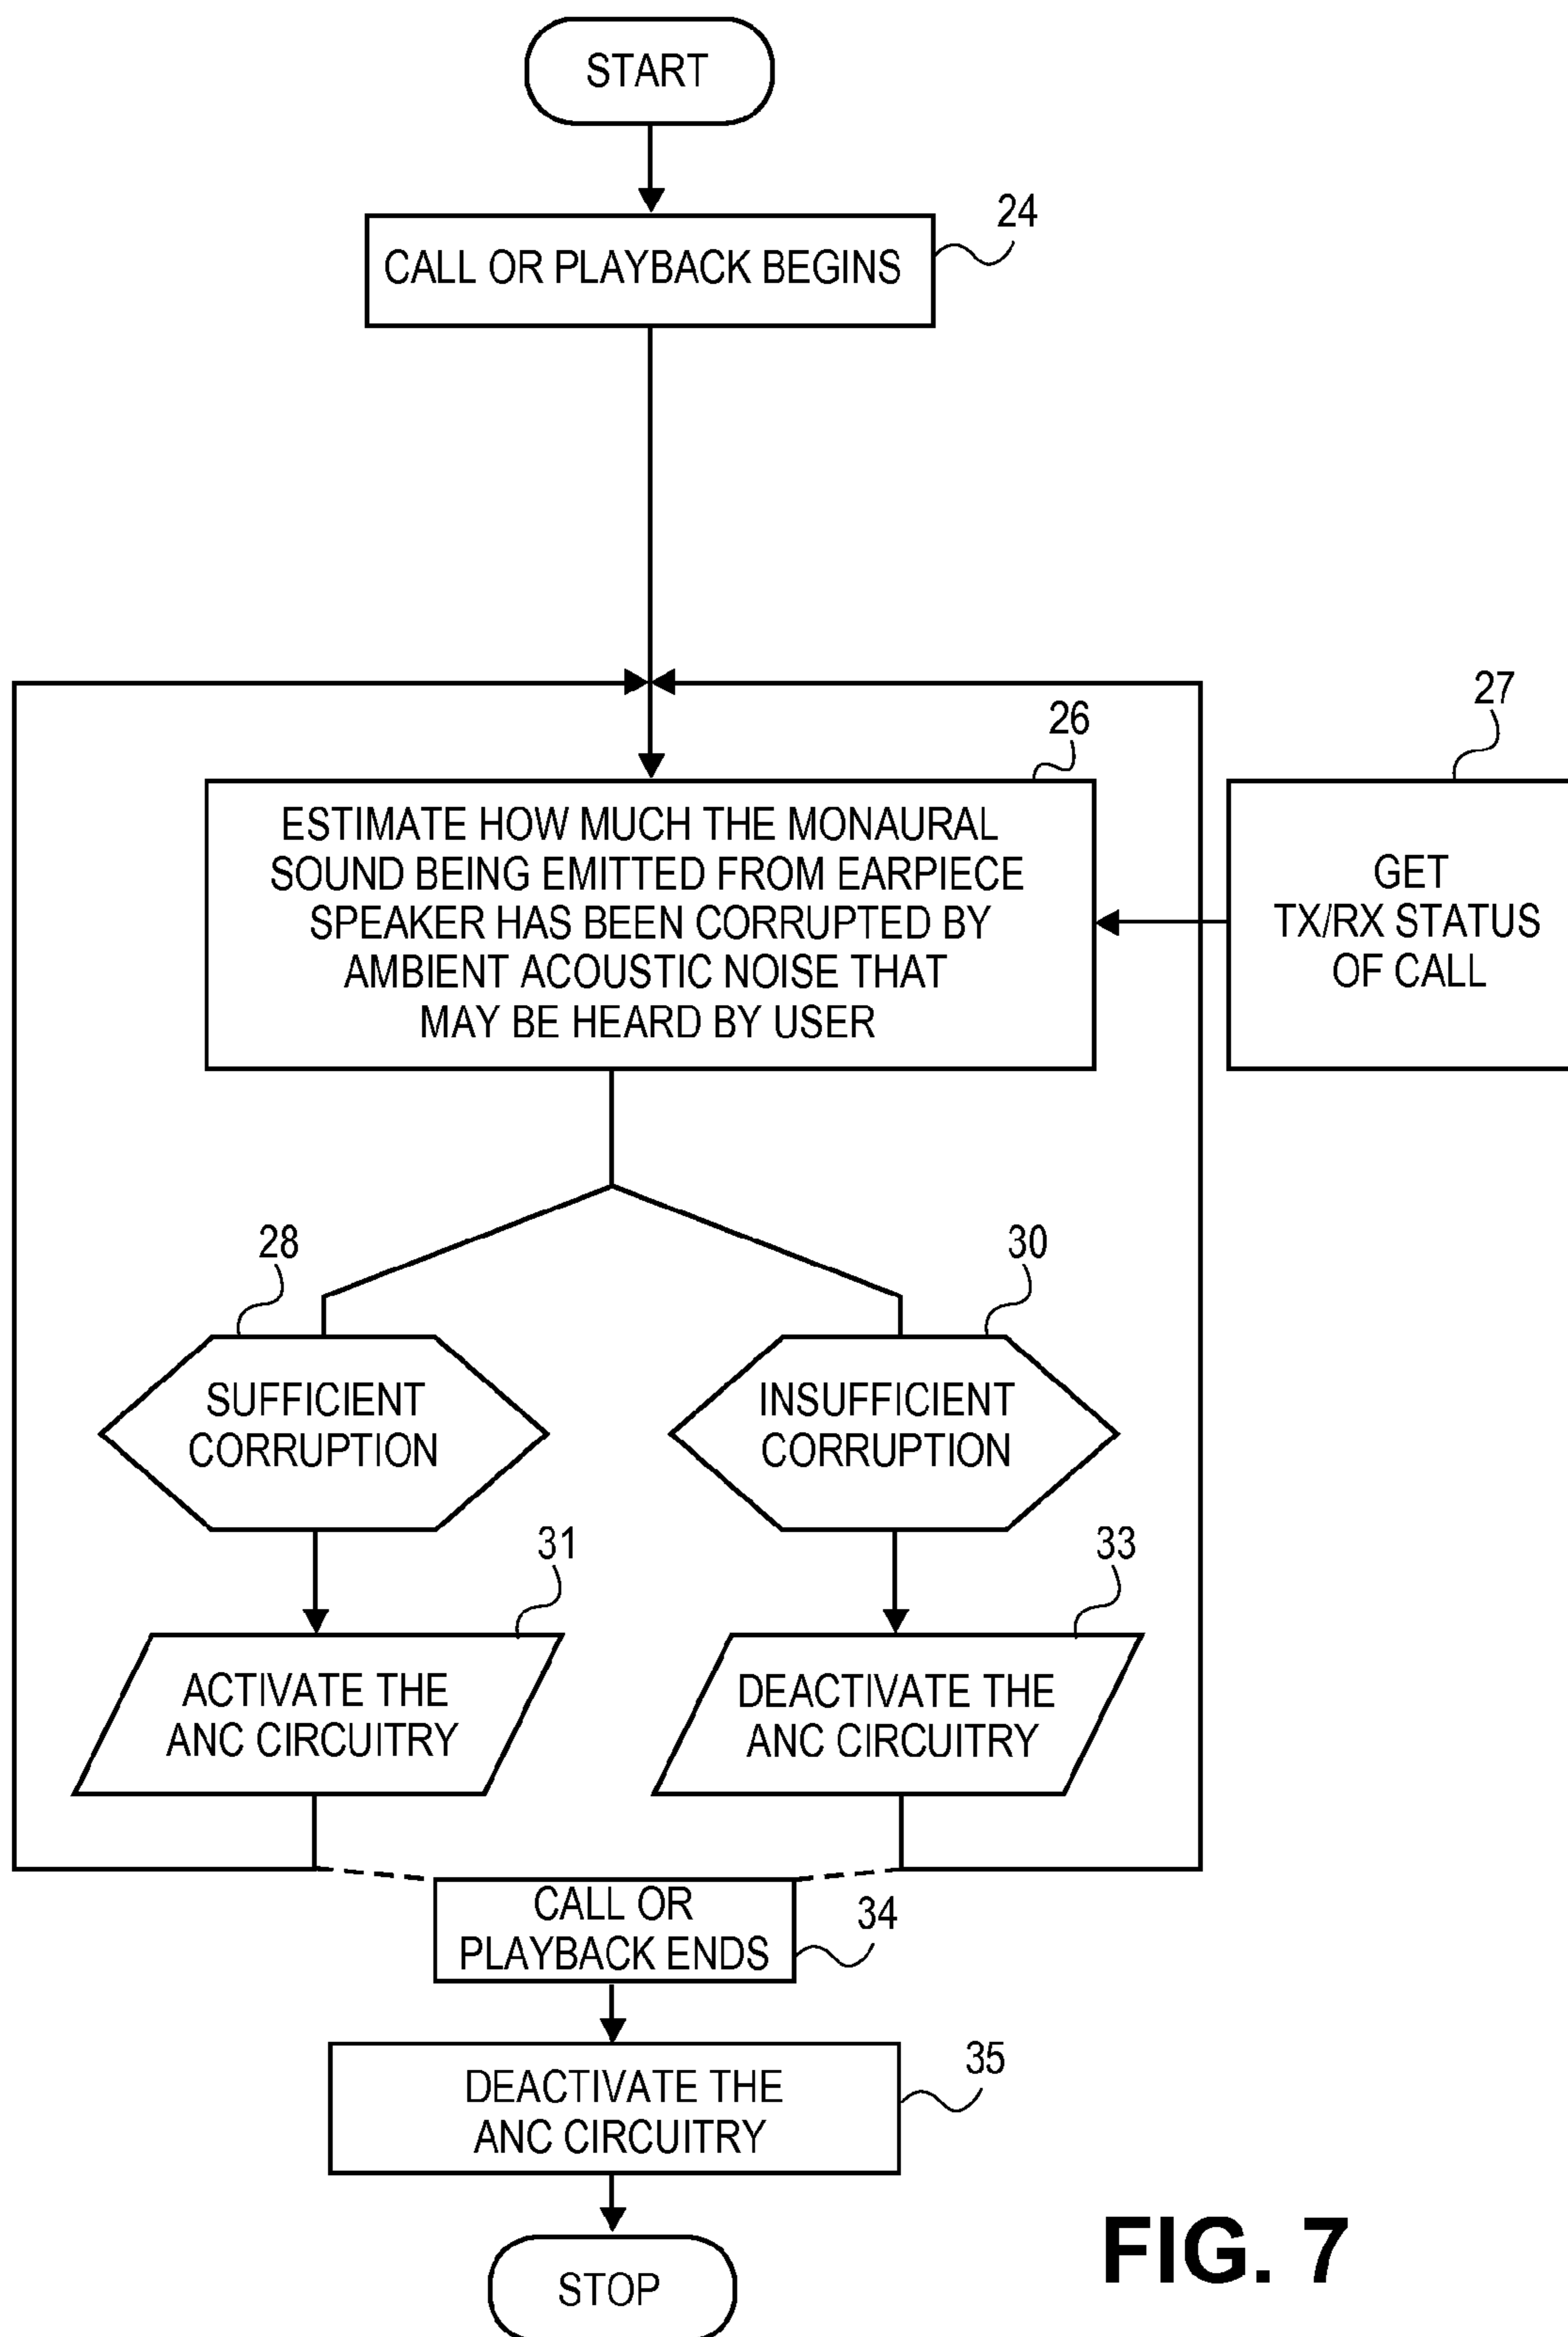 START
24
CALL OR PLAYBACK BEGINS
27
26
ESTIMATE HOW MUCH THE MONAURAL
SOUND BEING EMITTED FROM EARPIECE
SPEAKER HAS BEEN CORRUPTED BY
AMBIENT ACOUSTIC NOISE THAT
MAY BE HEARD BY USER
GET
TX/RX STATUS
OF CALL
28
30
SUFFICIENT
CORRUPTION
INSUFFICIENT
CORRUPTION
31
33
ACTIVATE THE
ANC CIRCUITRY
DEACTIVATE THE
ANC CIRCUITRY
CALL OR
PLAYBACK ENDS
34
35
DEACTIVATE THE
ANC CIRCUITRY
STOP
FIG. 7